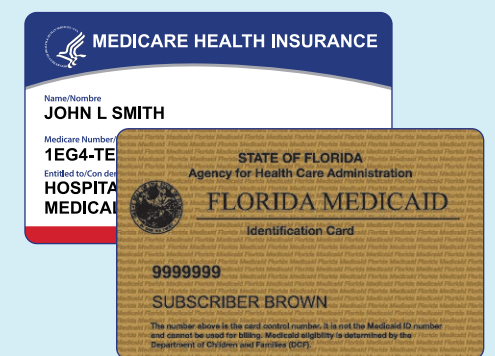 MEDICARE HEALTH INSURANCE
Name/Nombre
JOHN L SMITH
Medicare Number/
1EG4-TE
Entitled to/Con der
HOSPITA
MEDICAL
STATE OF FLORIDA
Agency for Health Care Administration
FLORIDA MEDICAID
Identification Card
9999999
SUBSCRIBER BROWN
The number above is the card control number. It is not the Medicaid ID number
and cannot be used for billing. Medicaid eligibility is determined by the
Department of Children and Families (DCF).